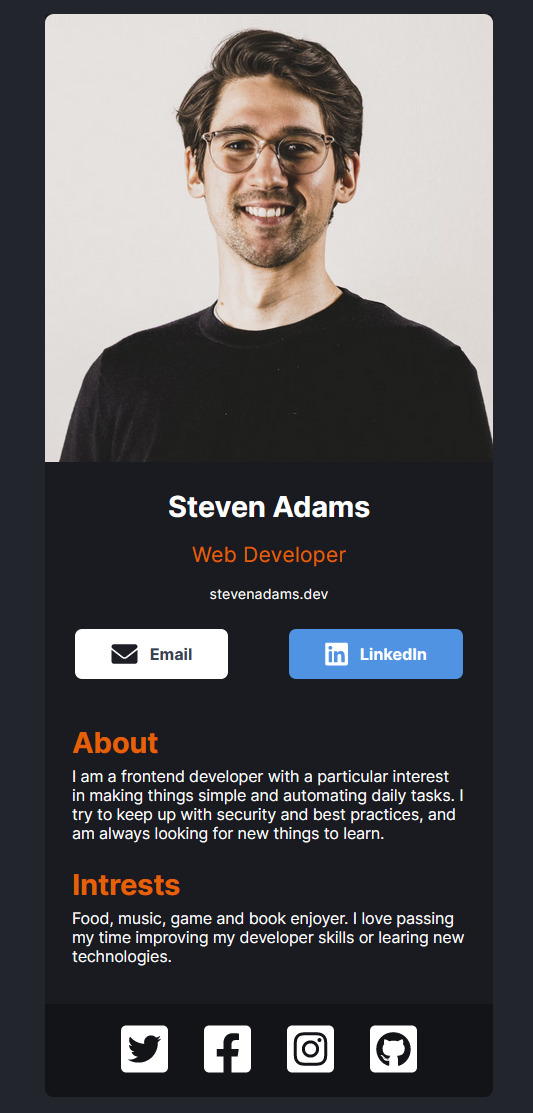 Steven Adams
Web Developer
stevenadams.dev
Email
LinkedIn
About
I am a frontend developer with a particular interest
in making things simple and automating daily tasks. I
try to keep up with security and best practices, and
am always looking for new things to learn.
Intrests
Food, music, game and book enjoyer. I love passing
my time improving my developer skills or learing new
technologies.